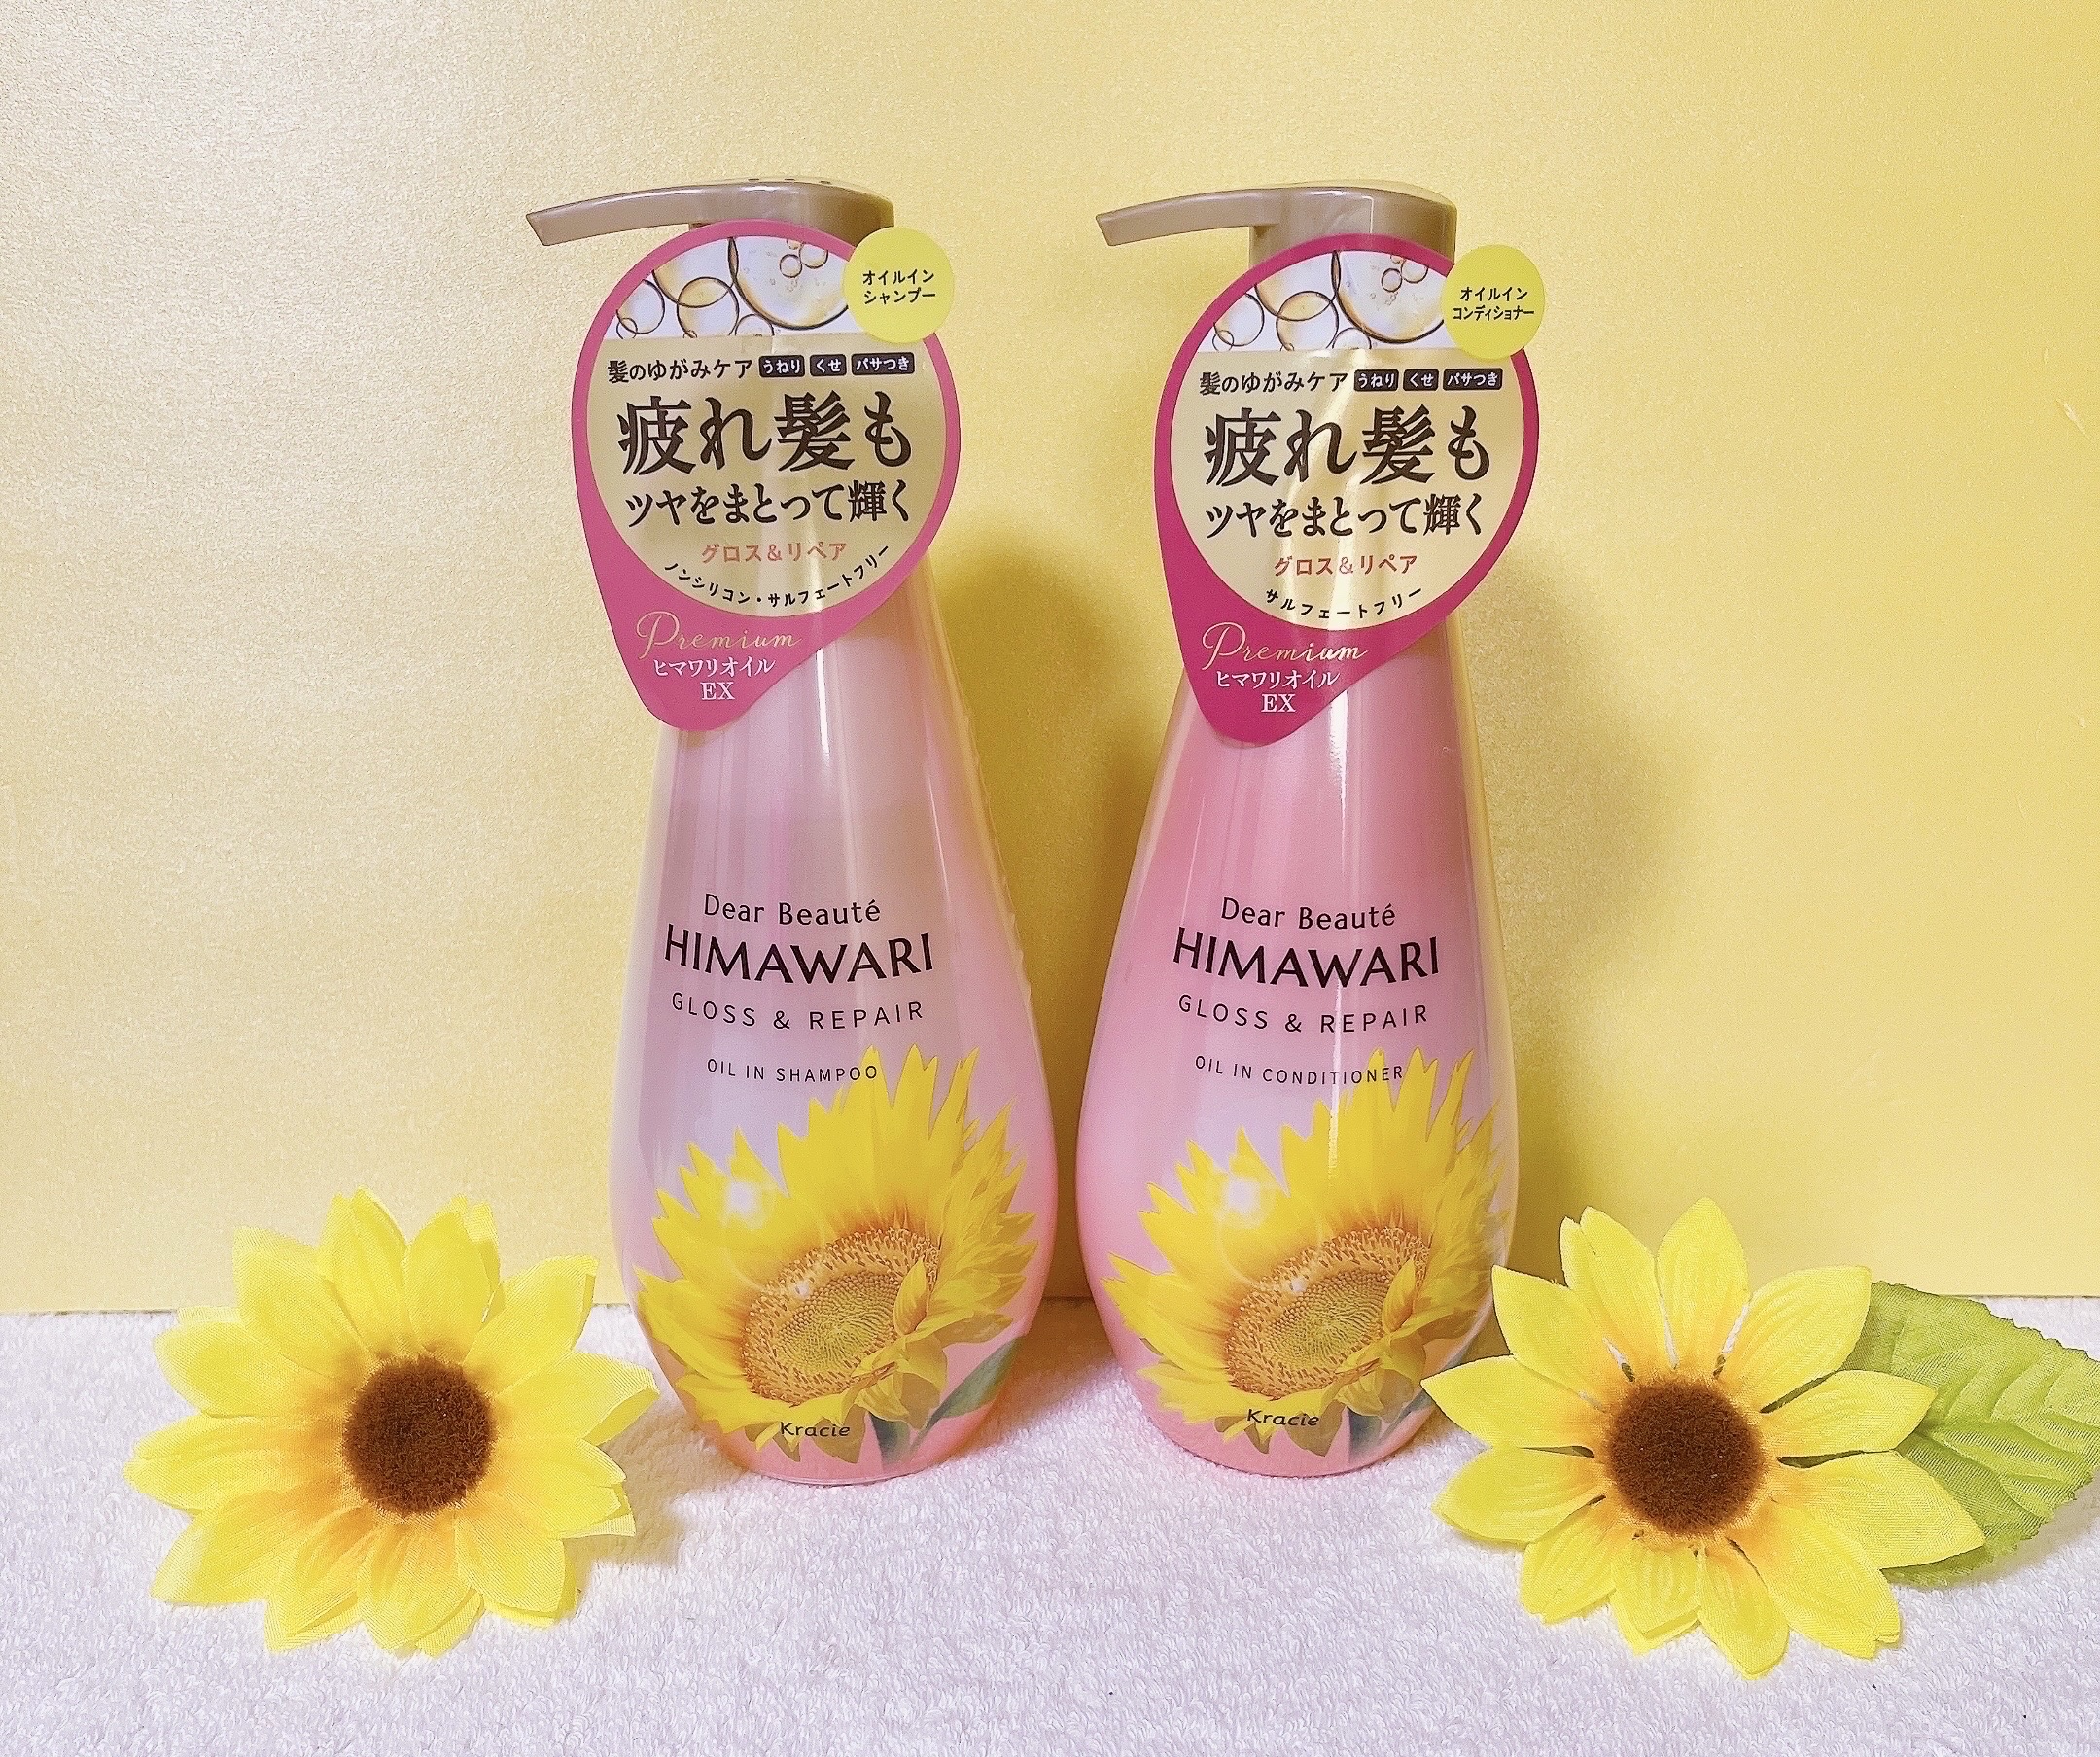 オイルイン
シャンプー
髪のゆがみケア うねり くせ パサつき
疲れ髪も
ツヤをまとって輝く
グロス&リペア
ノンシリコン・サルフェートフリー
Premium
ヒマワリオイル
EX
Dear Beauté
HIMAWARI
GLOSS & REPAIR
OIL IN SHAMPOO
Kracie
オイルイン
コンディショナー
髪のゆがみケア うねり くせ パサつき
疲れ髪も
ツヤをまとって輝く
グロス&リペア
サルフェートフリー
Premium
ヒマワリオイル
EX
Dear Beauté
HIMAWARI
GLOSS & REPAIR
OIL IN CONDITIONER
Kracie